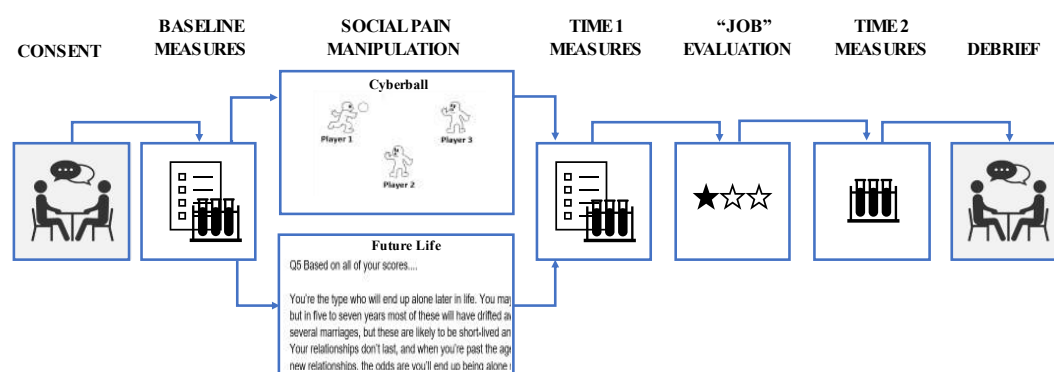 CONSENT
BASELINE
MEASURES
SOCIAL PAIN
MANIPULATION
TIME 1
MEASURES
“JOB”
EVALUATION
TIME 2
MEASURES
DEBRIEF
Cyberball
Player 1
Player 3
Player 2
Future Life
Q5 Based on all of your scores....
You're the type who will end up alone later in life. You may
but in five to seven years most of these will have drifted
several marriages, but these are likely to be short-lived
Your relationships don't last, and when you're past the
new relationships, the odds are you'll end up being alone